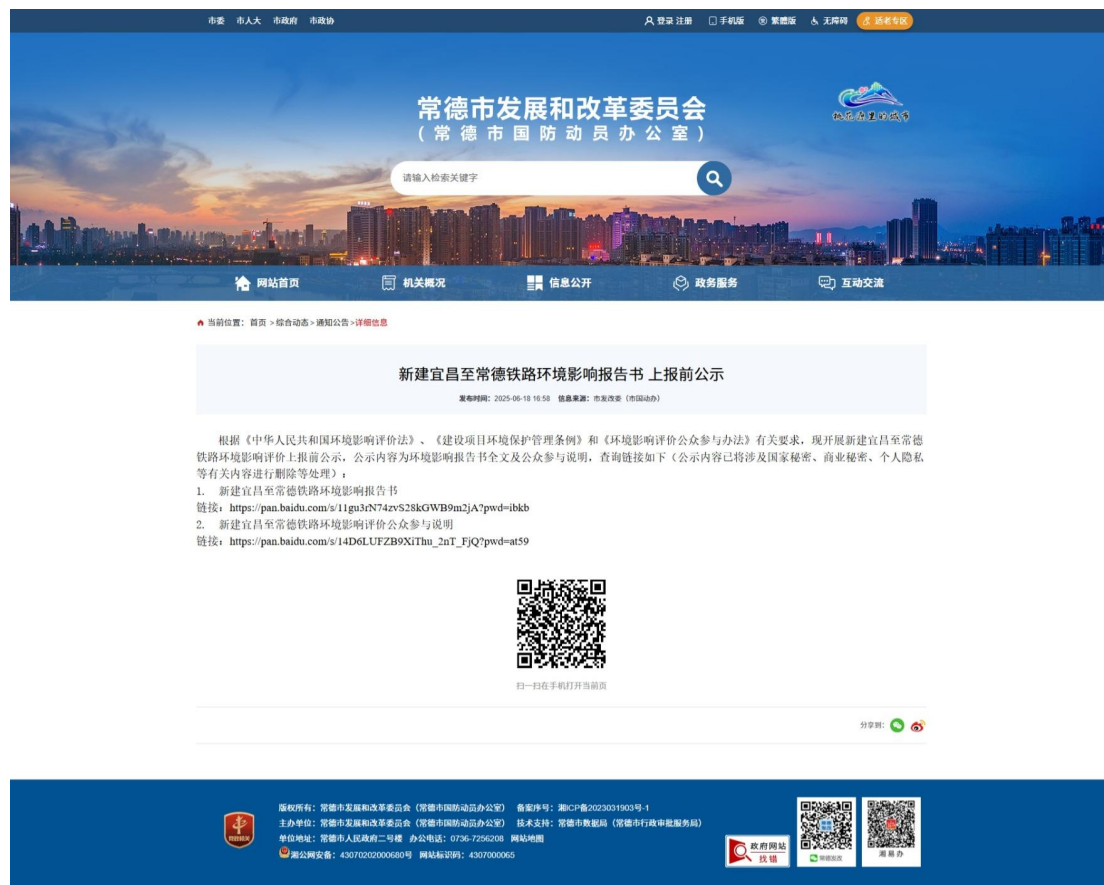 市委 市人大 市政府 市政协 登录 注册 手机版 繁體版 无障碍 适老专区
常德市发展和改革委员会
(常德市国防动员办公室)
桃花源里的城市
请输入检索关键字
网站首页 机关概况 信息公开 政务服务 互动交流
当前位置: 首页 >综合动态>通知公告>详细信息
新建宜昌至常德铁路环境影响报告书 上报前公示
发布时间: 2025-06-18 16:58 信息来源: 市发改委(市国动办)
根据《中华人民共和国环境影响评价法》、《建设项目环境保护管理条例》和《环境影响评价公众参与办法》有关要求,现开展新建宜昌至常德
铁路环境影响评价上报前公示,公示内容为环境影响报告书全文及公众参与说明,查询链接如下(公示内容已将涉及国家秘密、商业秘密、个人隐私
等有关内容进行删除等处理):
1. 新建宜昌至常德铁路环境影响报告书
链接: https://pan.baidu.com/s/11gu3rN74zvS28kGWB9m2jA?pwd=ibkb
2. 新建宜昌至常德铁路环境影响评价公众参与说明
链接: https://pan.baidu.com/s/14D6LUFZB9XiThu_2nT_FjQ?pwd=at59
扫一扫在手机打开当前页
分享到:
版权所有: 常德市发展和改革委员会(常德市国防动员办公室) 备案序号: 湘ICP备2023031903号-1
主办单位: 常德市发展和改革委员会(常德市国防动员办公室) 技术支持: 常德市数据局(常德市行政审批服务局)
单位地址: 常德市人民政府二号楼 办公电话: 0736-7256208 网站地图
湘公网安备: 43070202000680号 网站标识码: 4307000065
党政机关
政府网站
找错
常德发改
湘易办